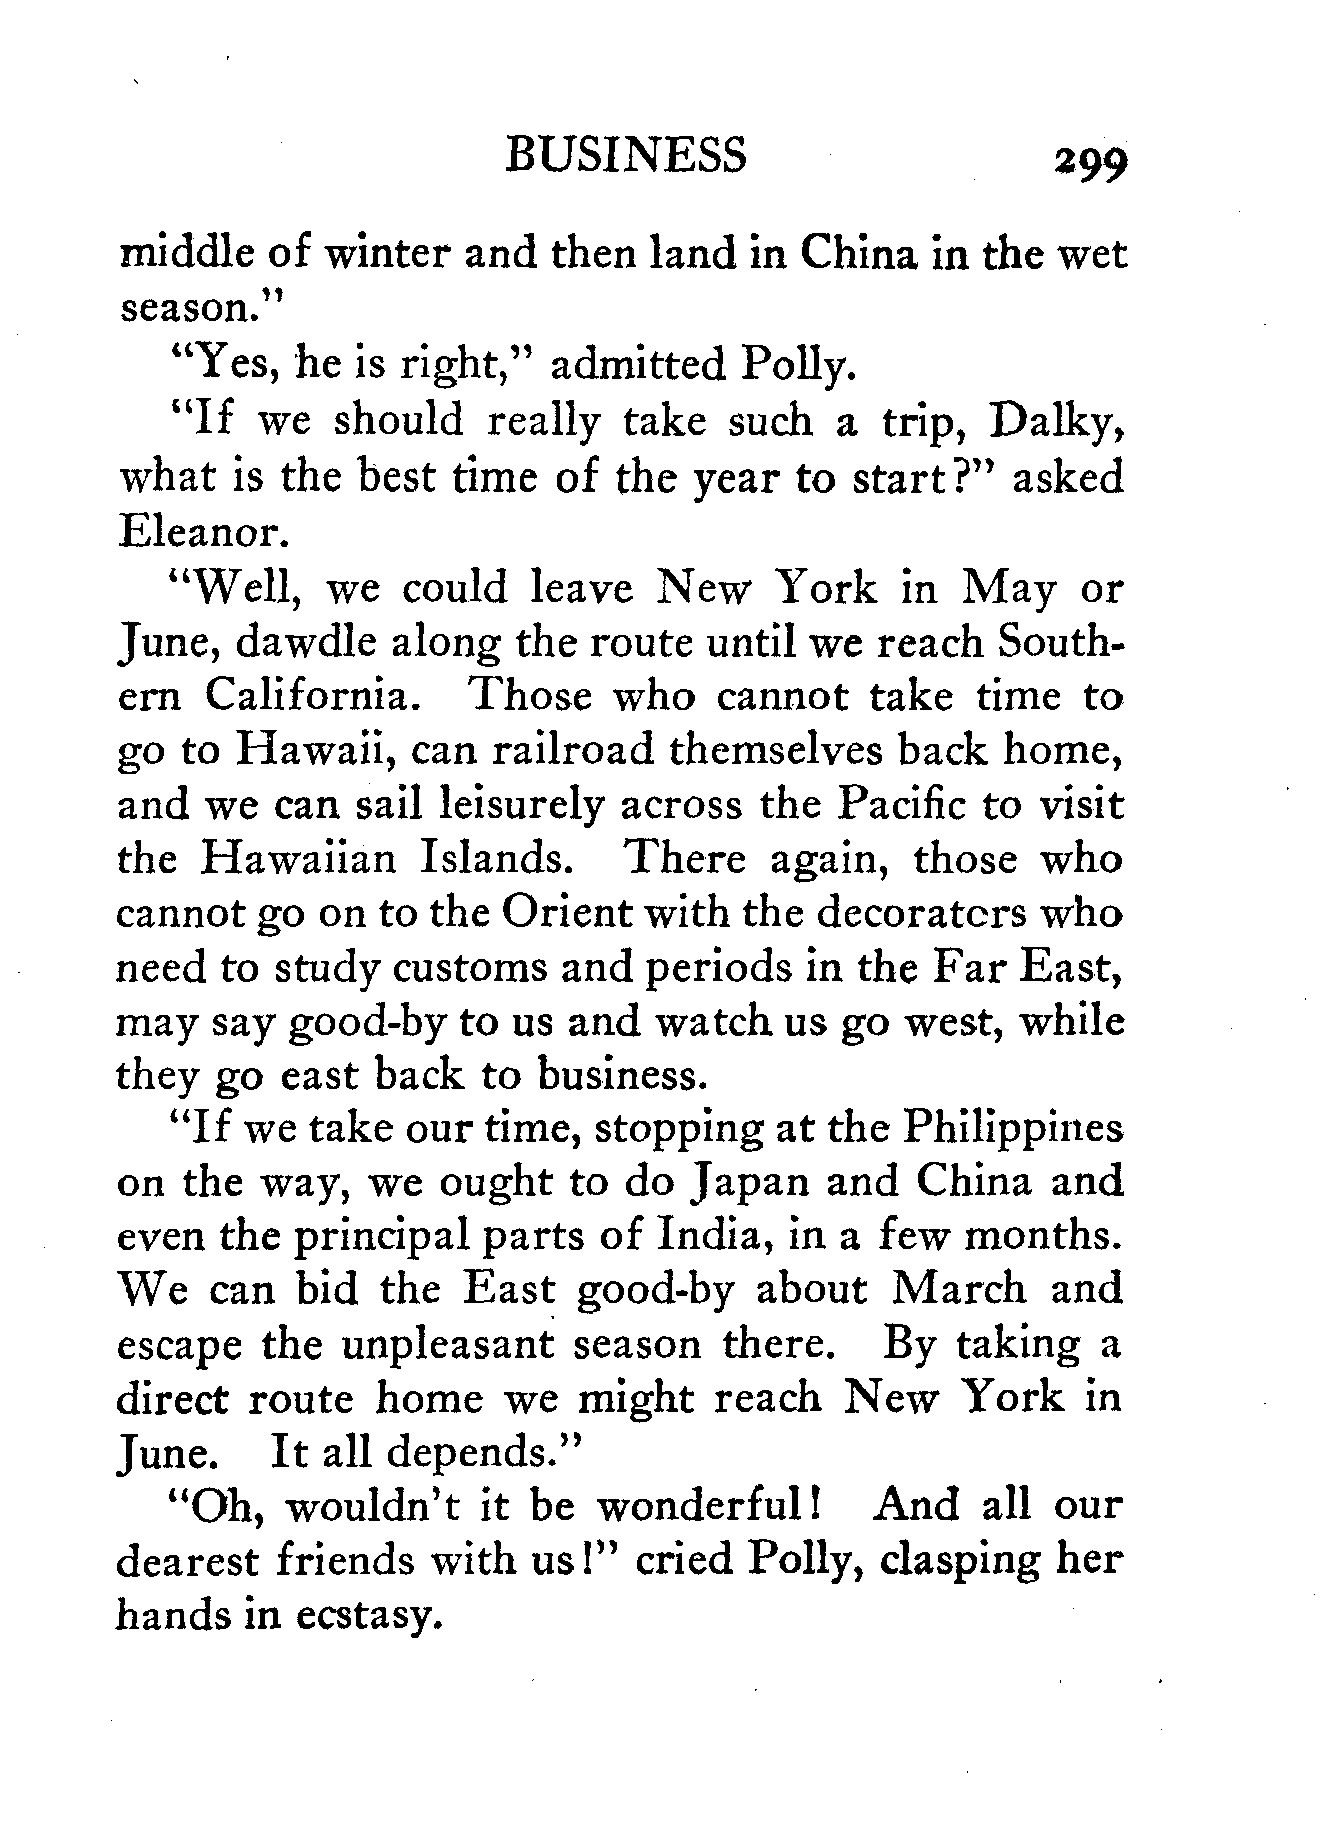 BUSINESS 299
middle of winter and then land in China in the wet
season."
"Yes, he is right," admitted Polly.
"If we should really take such a trip, Dalky,
what is the best time of the year to start?" asked
Eleanor.
"Well, we could leave New York in May or
June, dawdle along the route until we reach South-
ern California. Those who cannot take time to
go to Hawaii, can railroad themselves back home,
and we can sail leisurely across the Pacific to visit
the Hawaiian Islands. There again, those who
cannot go on to the Orient with the decorators who
need to study customs and periods in the Far East,
may say good-by to us and watch us go west, while
they go east back to business.
"If we take our time, stopping at the Philippines
on the way, we ought to do Japan and China and
even the principal parts of India, in a few months.
We can bid the East good-by about March and
escape the unpleasant season there. By taking a
direct route home we might reach New York in
June. It all depends."
"Oh, wouldn't it be wonderful! And all our
dearest friends with us!" cried Polly, clasping her
hands in ecstasy.